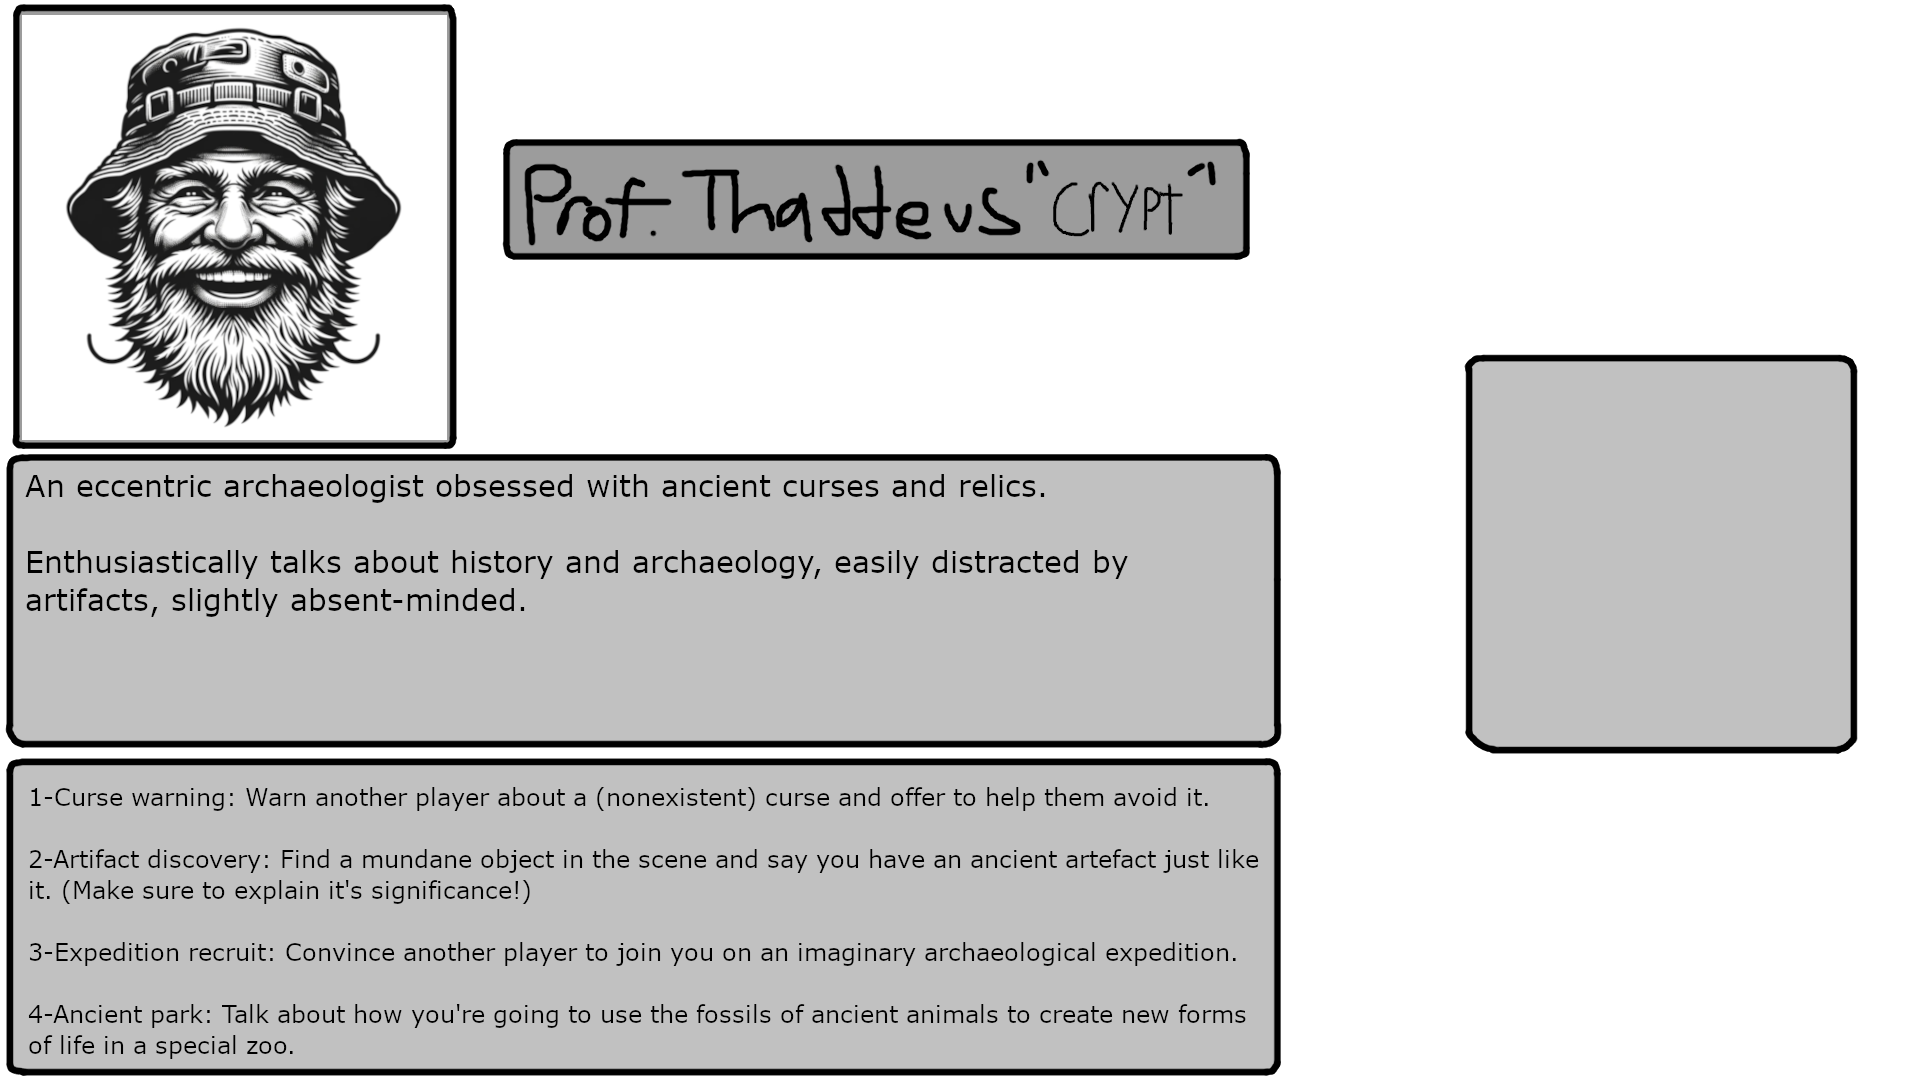 Prof. Thaddeus "Crypt"
An eccentric archaeologist obsessed with ancient curses and relics.
Enthusiastically talks about history and archaeology, easily distracted by
artifacts, slightly absent-minded.
1-Curse warning: Warn another player about a (nonexistent) curse and offer to help them avoid it.
2-Artifact discovery: Find a mundane object in the scene and say you have an ancient artefact just like
it. (Make sure to explain it's significance!)
3-Expedition recruit: Convince another player to join you on an imaginary archaeological expedition.
4-Ancient park: Talk about how you're going to use the fossils of ancient animals to create new forms
of life in a special zoo.